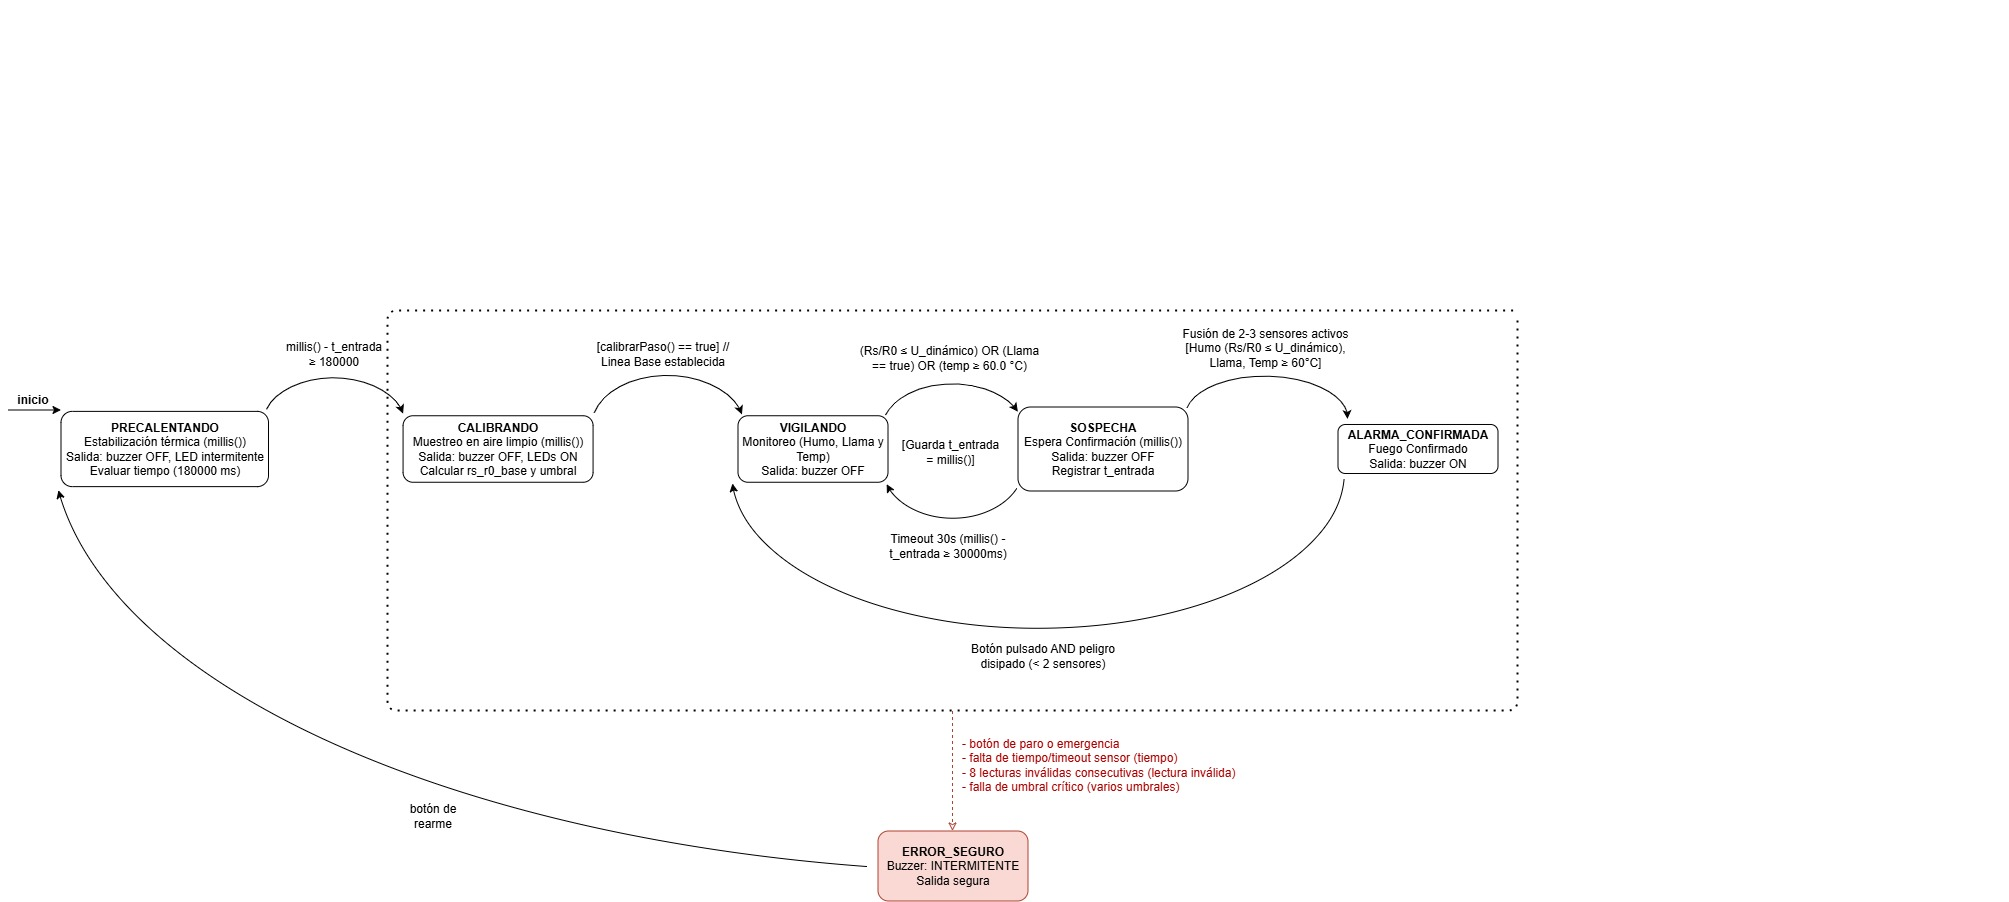 inicio
PRECALENTANDO
Estabilización térmica (millis())
Salida: buzzer OFF, LED intermitente
Evaluar tiempo (180000 ms)
millis() - t_entrada
≥ 180000
CALIBRANDO
Muestreo en aire limpio (millis())
Salida: buzzer OFF, LEDs ON
Calcular rs_r0_base y umbral
[calibrarPaso() == true] //
Linea Base establecida
VIGILANDO
Monitoreo (Humo, Llama y
Temp)
Salida: buzzer OFF
(Rs/R0 ≤ U_dinámico) OR (Llama
== true) OR (temp ≥ 60.0 °C)
[Guarda t_entrada
= millis()]
Timeout 30s (millis() -
t_entrada ≥ 30000ms)
SOSPECHA
Espera Confirmación (millis())
Salida: buzzer OFF
Registrar t_entrada
Fusión de 2-3 sensores activos
[Humo (Rs/R0 ≤ U_dinámico),
Llama, Temp ≥ 60°C]
ALARMA_CONFIRMADA
Fuego Confirmado
Salida: buzzer ON
Botón pulsado AND peligro
disipado (< 2 sensores)
- botón de paro o emergencia
- falta de tiempo/timeout sensor (tiempo)
- 8 lecturas inválidas consecutivas (lectura inválida)
- falla de umbral crítico (varios umbrales)
botón de
rearme
ERROR_SEGURO
Buzzer: INTERMITENTE
Salida segura